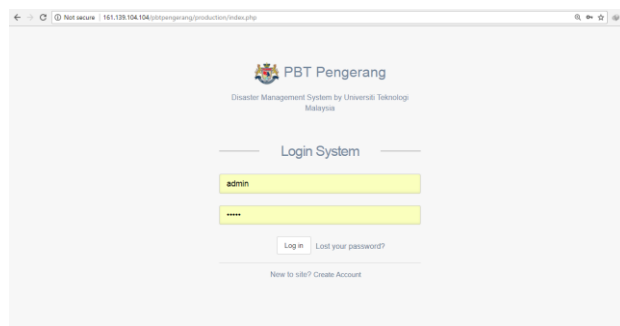 Not secure | 161.139.104.104/pbtpengerang/production/index.php
PBT Pengerang
Disaster Management System by Universiti Teknologi
Malaysia
Login System
admin
•••••
Log in Lost your password?
New to site? Create Account